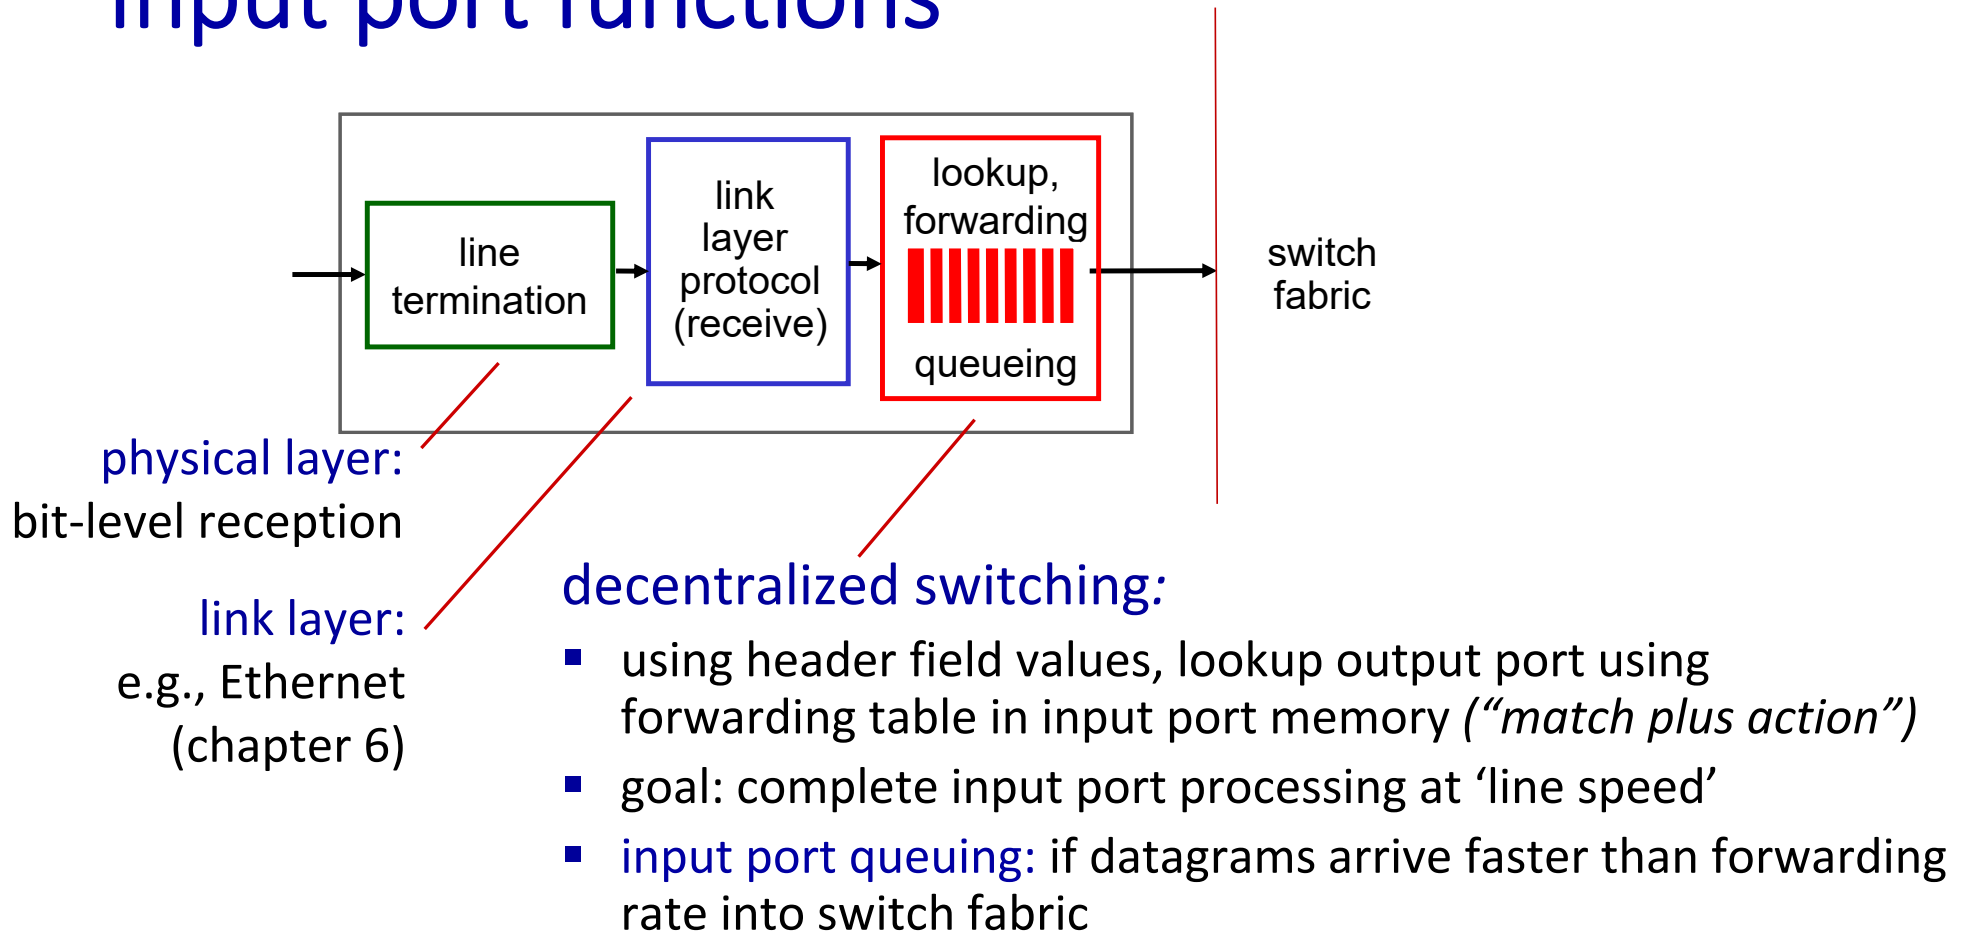 input port functions
line
termination
link
layer
protocol
(receive)
lookup,
forwarding
queueing
switch
fabric
physical layer:
bit-level reception
link layer:
e.g., Ethernet
(chapter 6)
decentralized switching:
▪ using header field values, lookup output port using
forwarding table in input port memory (“match plus action”)
▪ goal: complete input port processing at ‘line speed’
▪ input port queuing: if datagrams arrive faster than forwarding
rate into switch fabric